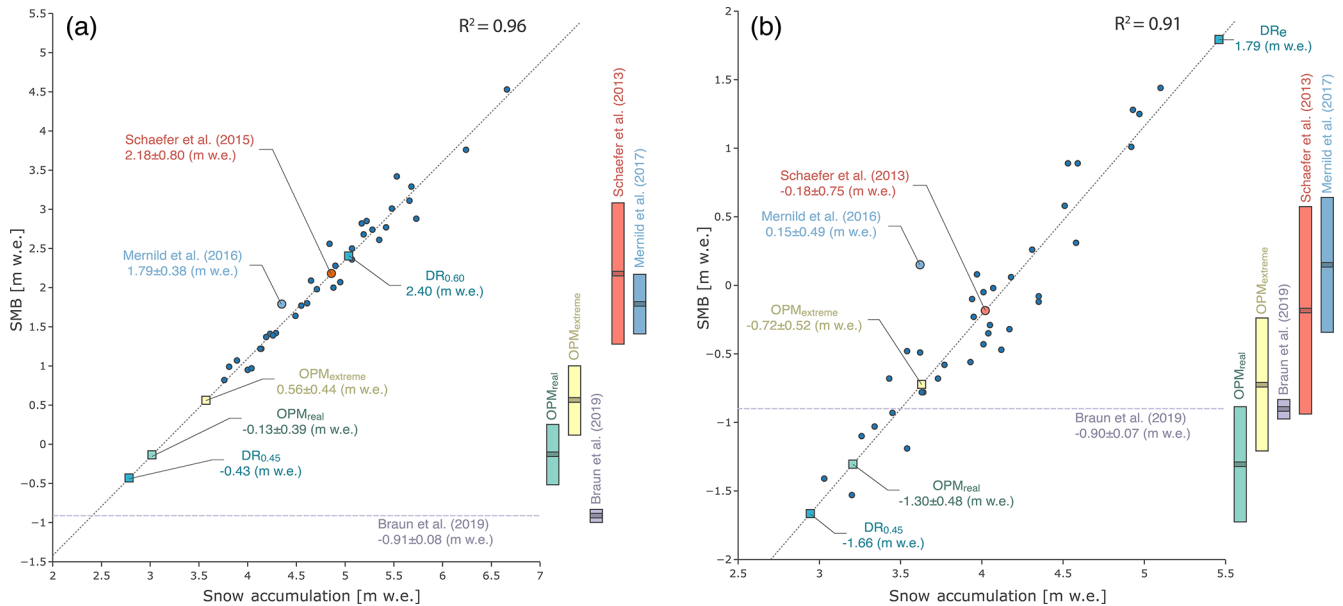 (a)
R² = 0.96
5.5
5
4.5
4
3.5
3
2.5
2
1.5
1
0.5
0
−0.5
−1
−1.5
SMB [m w.e.]
2
3
3.5
4
4.5
5
5.5
6
6.5
7
Snow accumulation [m w.e.]
Schaefer et al. (2015)
2.18±0.80 (m w.e.)
Mernild et al. (2016)
1.79±0.38 (m w.e.)
DR0.60
2.40 (m w.e.)
OPMextreme
0.56±0.44 (m w.e.)
OPMreal
-0.13±0.39 (m w.e.)
DR0.45
-0.43 (m w.e.)
Braun et al. (2019)
-0.91±0.08 (m w.e.)
OPMreal
OPMextreme
Braun et al. (2019)
Schaefer et al. (2013)
Mernild et al. (2017)
(b)
R² = 0.91
2
1.5
1
0.5
0
−0.5
−1
−1.5
−2
SMB [m w.e.]
2.5
3
3.5
4
4.5
5
5.5
Snow accumulation [m w.e.]
DRe
1.79 (m w.e.)
Schaefer et al. (2013)
-0.18±0.75 (m w.e.)
Mernild et al. (2016)
0.15±0.49 (m w.e.)
OPMextreme
-0.72±0.52 (m w.e.)
Braun et al. (2019)
-0.90±0.07 (m w.e.)
OPMreal
-1.30±0.48 (m w.e.)
DR0.45
-1.66 (m w.e.)
OPMreal
OPMextreme
Braun et al. (2019)
Schaefer et al. (2013)
Mernild et al. (2017)